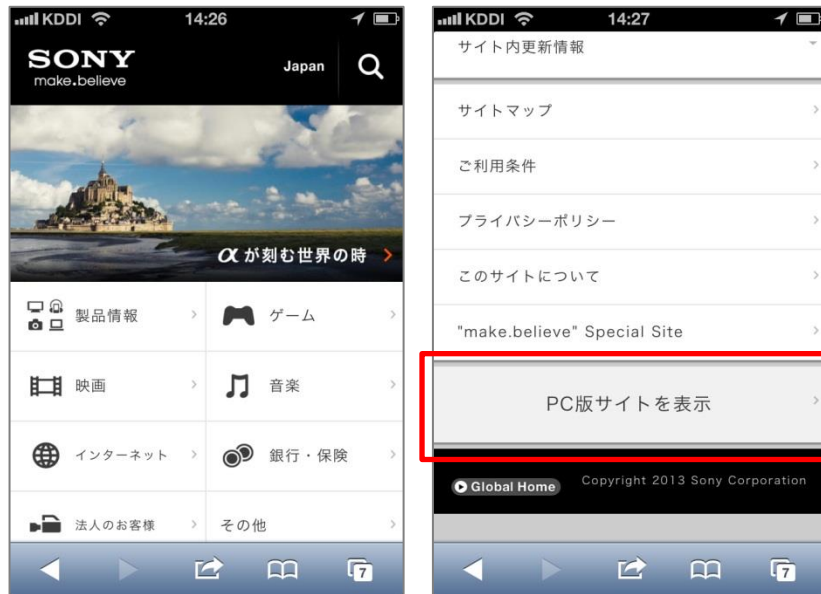 KDDI 14:26
SONY
make.believe
Japan
αが刻む世界の時
製品情報
ゲーム
映画
音楽
インターネット
銀行・保険
法人のお客様
その他
7
KDDI 14:27
サイト内更新情報
サイトマップ
ご利用条件
プライバシーポリシー
このサイトについて
"make.believe" Special Site
PC版サイトを表示
Global Home
Copyright 2013 Sony Corporation
7